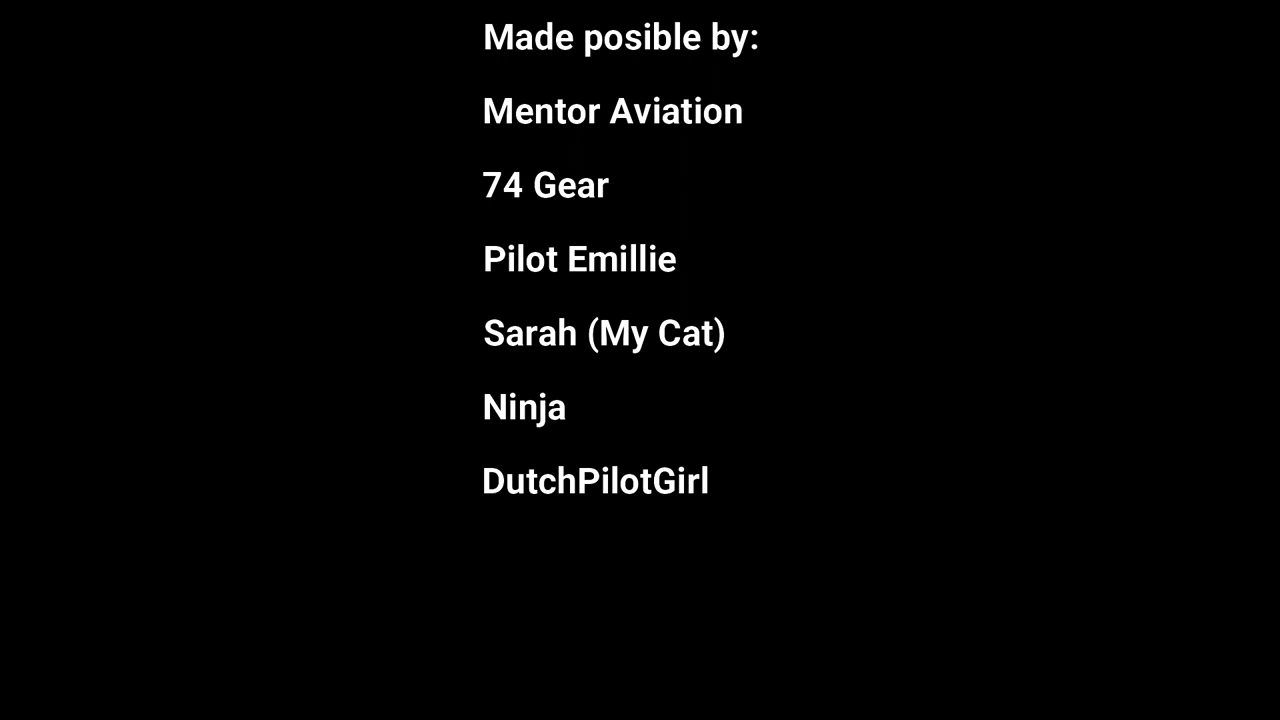 Made posible by:
Mentor Aviation
74 Gear
Pilot Emillie
Sarah (My Cat)
Ninja
DutchPilotGirl